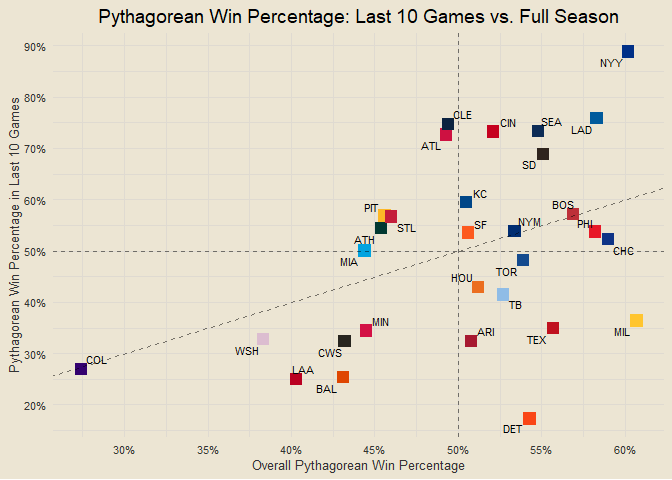 Pythagorean Win Percentage: Last 10 Games vs. Full Season
Pythagorean Win Percentage in Last 10 Games
90%
80%
70%
60%
50%
40%
30%
20%
NYY
CLE
CIN
SEA
LAD
ATL
SD
KC
BOS
PIT
STL
SF
NYM
PHI
ATH
CHC
MIA
TOR
HOU
TB
MIN
ARI
MIL
WSH
CWS
TEX
COL
LAA
BAL
DET
30%
35%
40%
45%
50%
55%
60%
Overall Pythagorean Win Percentage